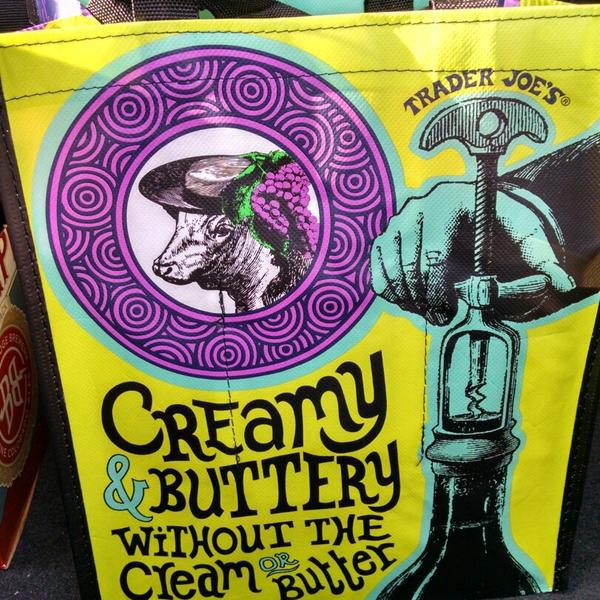 TRADER JOE'S®
CREamy
& BUTTERY
WiTHOUT THE
Cream OR Butter